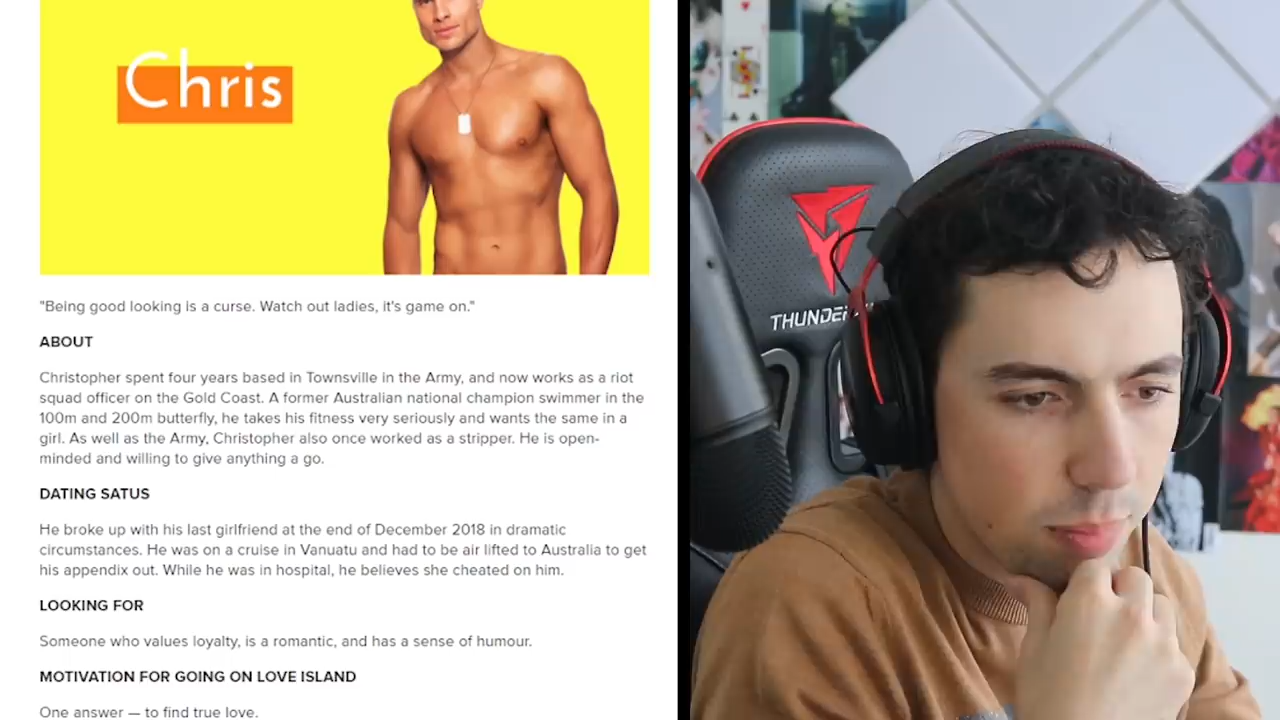 Chris
"Being good looking is a curse. Watch out ladies, it's game on."
ABOUT
Christopher spent four years based in Townsville in the Army, and now works as a riot
squad officer on the Gold Coast. A former Australian national champion swimmer in the
100m and 200m butterfly, he takes his fitness very seriously and wants the same in a
girl. As well as the Army, Christopher also once worked as a stripper. He is open-
minded and willing to give anything a go.
DATING SATUS
He broke up with his last girlfriend at the end of December 2018 in dramatic
circumstances. He was on a cruise in Vanuatu and had to be air lifted to Australia to get
his appendix out. While he was in hospital, he believes she cheated on him.
LOOKING FOR
Someone who values loyalty, is a romantic, and has a sense of humour.
MOTIVATION FOR GOING ON LOVE ISLAND
One answer — to find true love.